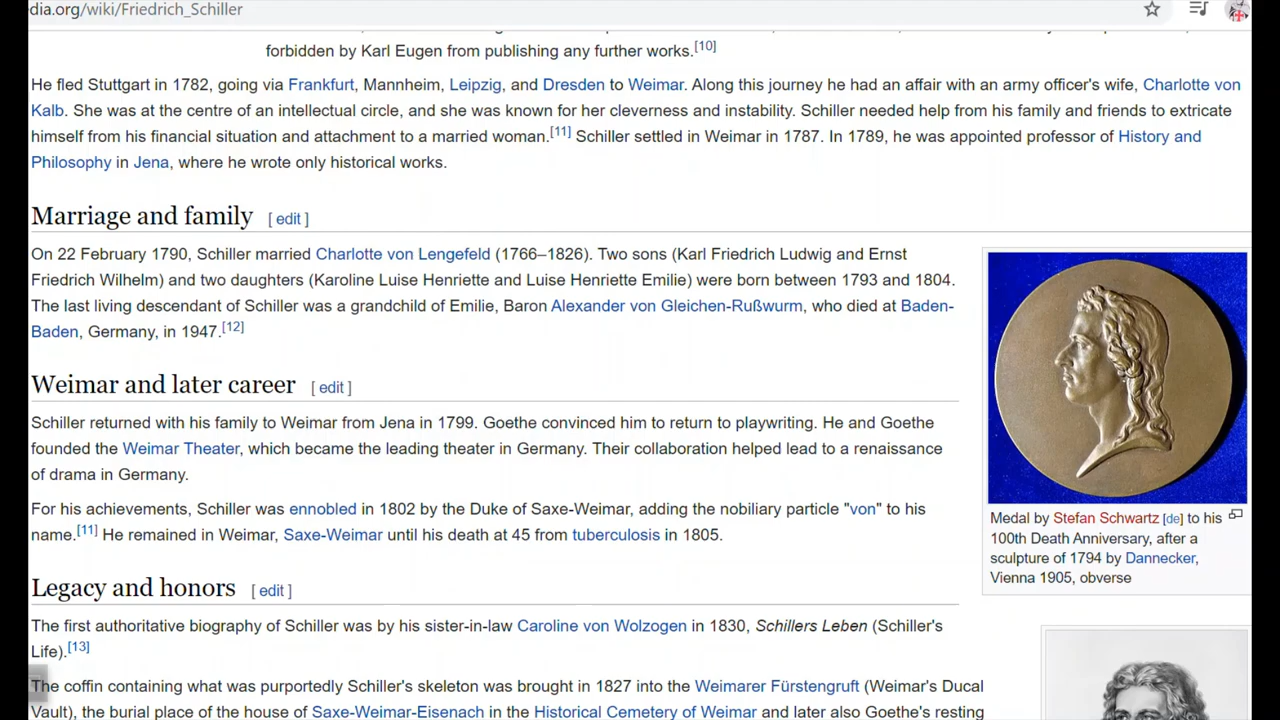 dia.org/wiki/Friedrich_Schiller
forbidden by Karl Eugen from publishing any further works.[10]
He fled Stuttgart in 1782, going via Frankfurt, Mannheim, Leipzig, and Dresden to Weimar. Along this journey he had an affair with an army officer's wife, Charlotte von
Kalb. She was at the centre of an intellectual circle, and she was known for her cleverness and instability. Schiller needed help from his family and friends to extricate
himself from his financial situation and attachment to a married woman.[11] Schiller settled in Weimar in 1787. In 1789, he was appointed professor of History and
Philosophy in Jena, where he wrote only historical works.
Marriage and family [ edit ]
On 22 February 1790, Schiller married Charlotte von Lengefeld (1766–1826). Two sons (Karl Friedrich Ludwig and Ernst
Friedrich Wilhelm) and two daughters (Karoline Luise Henriette and Luise Henriette Emilie) were born between 1793 and 1804.
The last living descendant of Schiller was a grandchild of Emilie, Baron Alexander von Gleichen-Rußwurm, who died at Baden-
Baden, Germany, in 1947.[12]
Weimar and later career [ edit ]
Schiller returned with his family to Weimar from Jena in 1799. Goethe convinced him to return to playwriting. He and Goethe
founded the Weimar Theater, which became the leading theater in Germany. Their collaboration helped lead to a renaissance
of drama in Germany.
For his achievements, Schiller was ennobled in 1802 by the Duke of Saxe-Weimar, adding the nobiliary particle "von" to his
name.[11] He remained in Weimar, Saxe-Weimar until his death at 45 from tuberculosis in 1805.
Medal by Stefan Schwartz [de] to his
100th Death Anniversary, after a
sculpture of 1794 by Dannecker,
Vienna 1905, obverse
Legacy and honors [ edit ]
The first authoritative biography of Schiller was by his sister-in-law Caroline von Wolzogen in 1830, Schillers Leben (Schiller's
Life).[13]
The coffin containing what was purportedly Schiller's skeleton was brought in 1827 into the Weimarer Fürstengruft (Weimar's Ducal
Vault), the burial place of the house of Saxe-Weimar-Eisenach in the Historical Cemetery of Weimar and later also Goethe's resting